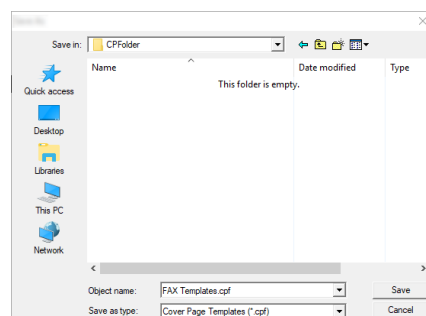 Save in: CPFolder
Name Date modified Type
This folder is empty.
Quick access
Desktop
Libraries
This PC
Network
Object name: FAX Templates.cpf Save
Save as type: Cover Page Templates (*.cpf) Cancel